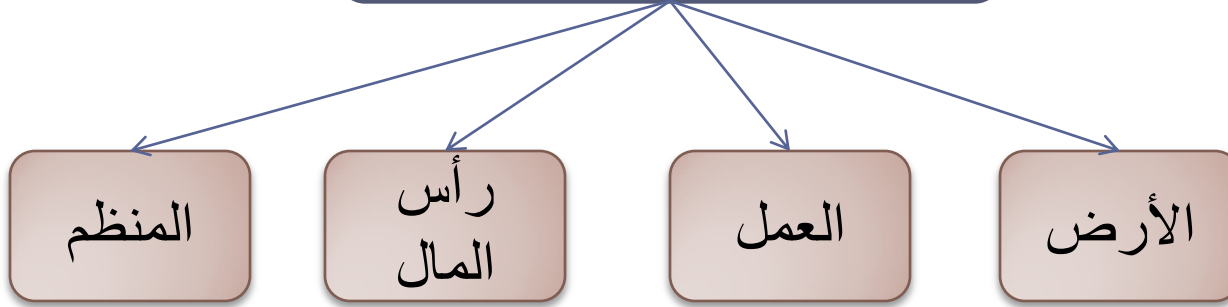 الأرض
العمل
رأس
المال
المنظم